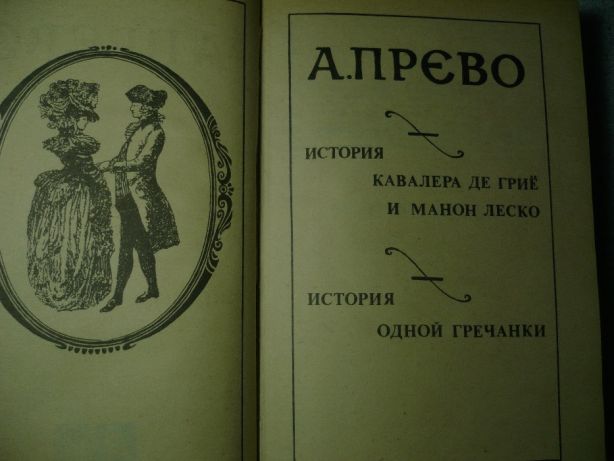 А.ПРЕВО
ИСТОРИЯ
КАВАЛЕРА ДЕ ГРИЁ
И МАНОН ЛЕСКО
ИСТОРИЯ
ОДНОЙ ГРЕЧАНКИ